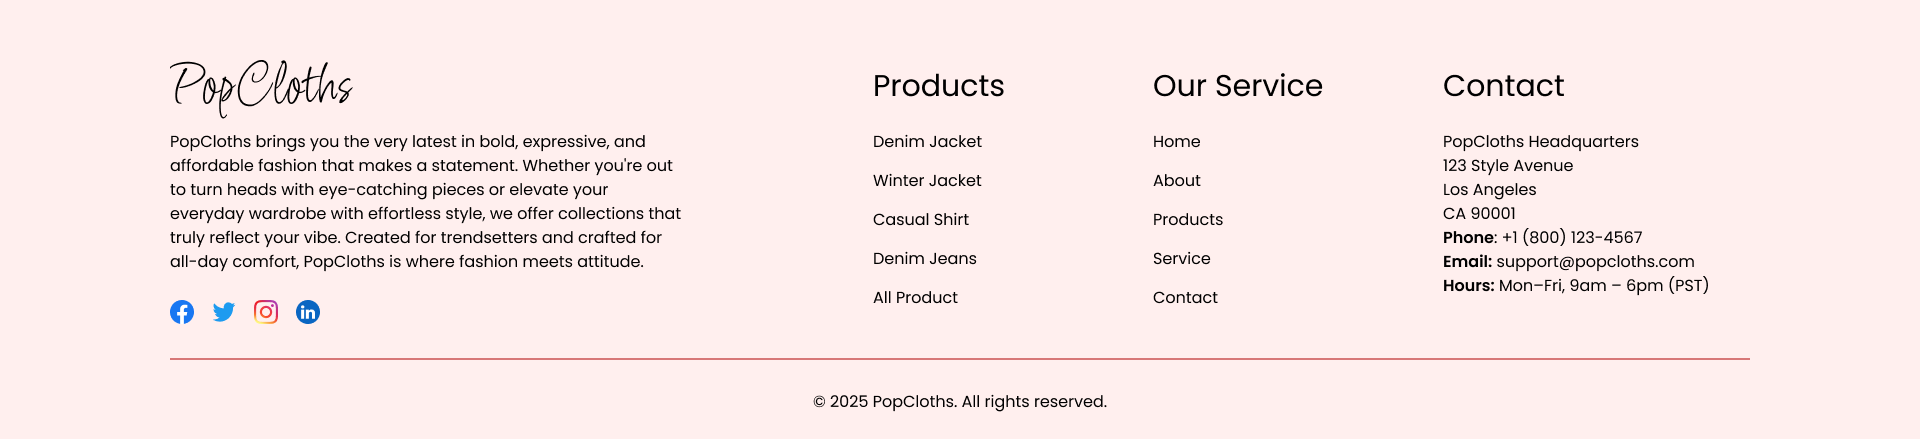 PopCloths
PopCloths brings you the very latest in bold, expressive, and
affordable fashion that makes a statement. Whether you're out
to turn heads with eye-catching pieces or elevate your
everyday wardrobe with effortless style, we offer collections that
truly reflect your vibe. Created for trendsetters and crafted for
all-day comfort, PopCloths is where fashion meets attitude.
Products
Denim Jacket
Winter Jacket
Casual Shirt
Denim Jeans
All Product
Our Service
Home
About
Products
Service
Contact
Contact
PopCloths Headquarters
123 Style Avenue
Los Angeles
CA 90001
Phone: +1 (800) 123-4567
Email: support@popcloths.com
Hours: Mon–Fri, 9am – 6pm (PST)
© 2025 PopCloths. All rights reserved.